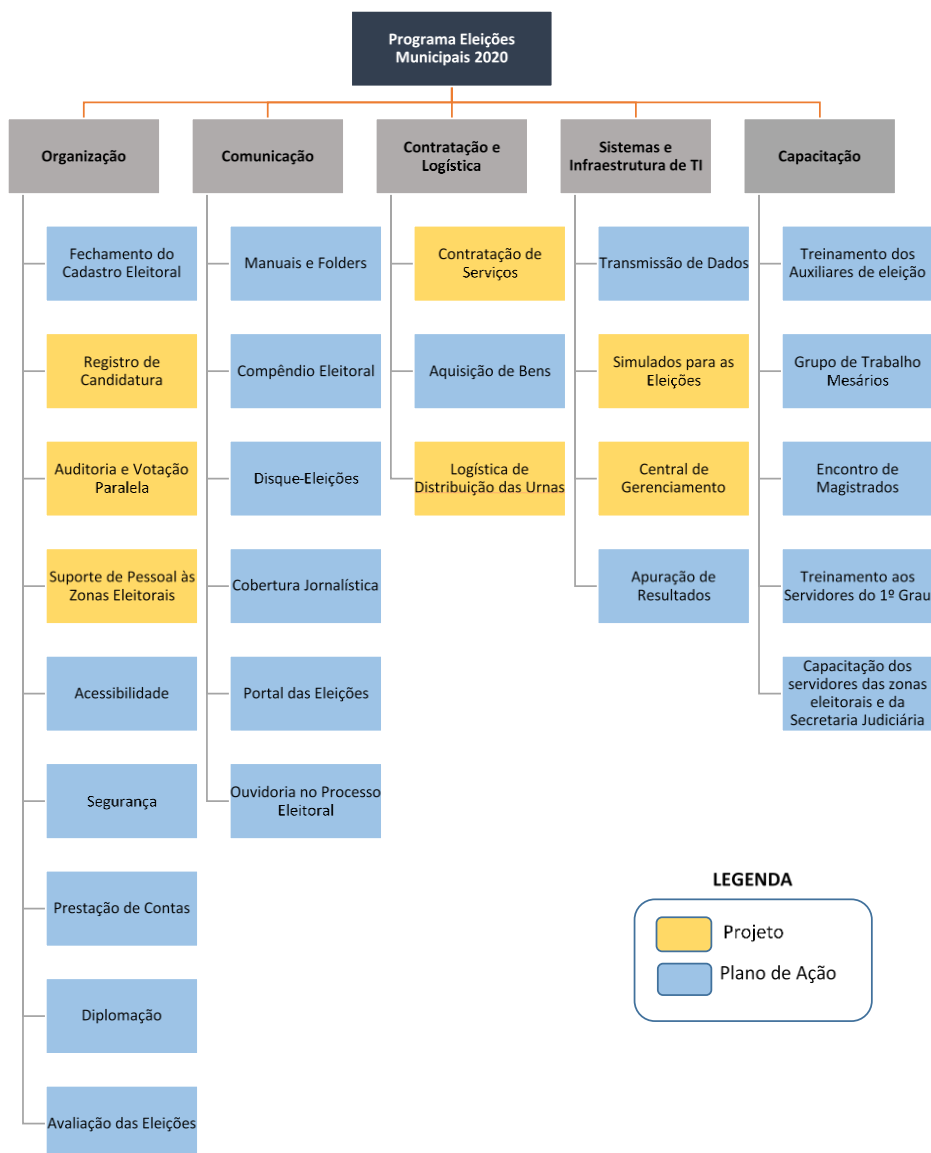 Programa Eleições
Municipais 2020
Organização
Fechamento do
Cadastro Eleitoral
Registro de
Candidatura
Auditoria e Votação
Paralela
Suporte de Pessoal às
Zonas Eleitorais
Acessibilidade
Segurança
Prestação de Contas
Diplomação
Avaliação das Eleições
Comunicação
Manuais e Folders
Compêndio Eleitoral
Disque-Eleições
Cobertura Jornalística
Portal das Eleições
Ouvidoria no Processo
Eleitoral
Contratação e
Logística
Contratação de
Serviços
Aquisição de Bens
Logística de
Distribuição das Urnas
Sistemas e
Infraestrutura de TI
Transmissão de Dados
Simulados para as
Eleições
Central de
Gerenciamento
Apuração de
Resultados
Capacitação
Treinamento dos
Auxiliares de eleição
Grupo de Trabalho
Mesários
Encontro de
Magistrados
Treinamento aos
Servidores do 1º Grau
Capacitação dos
servidores das zonas
eleitorais e da
Secretaria Judiciária
LEGENDA
Projeto
Plano de Ação